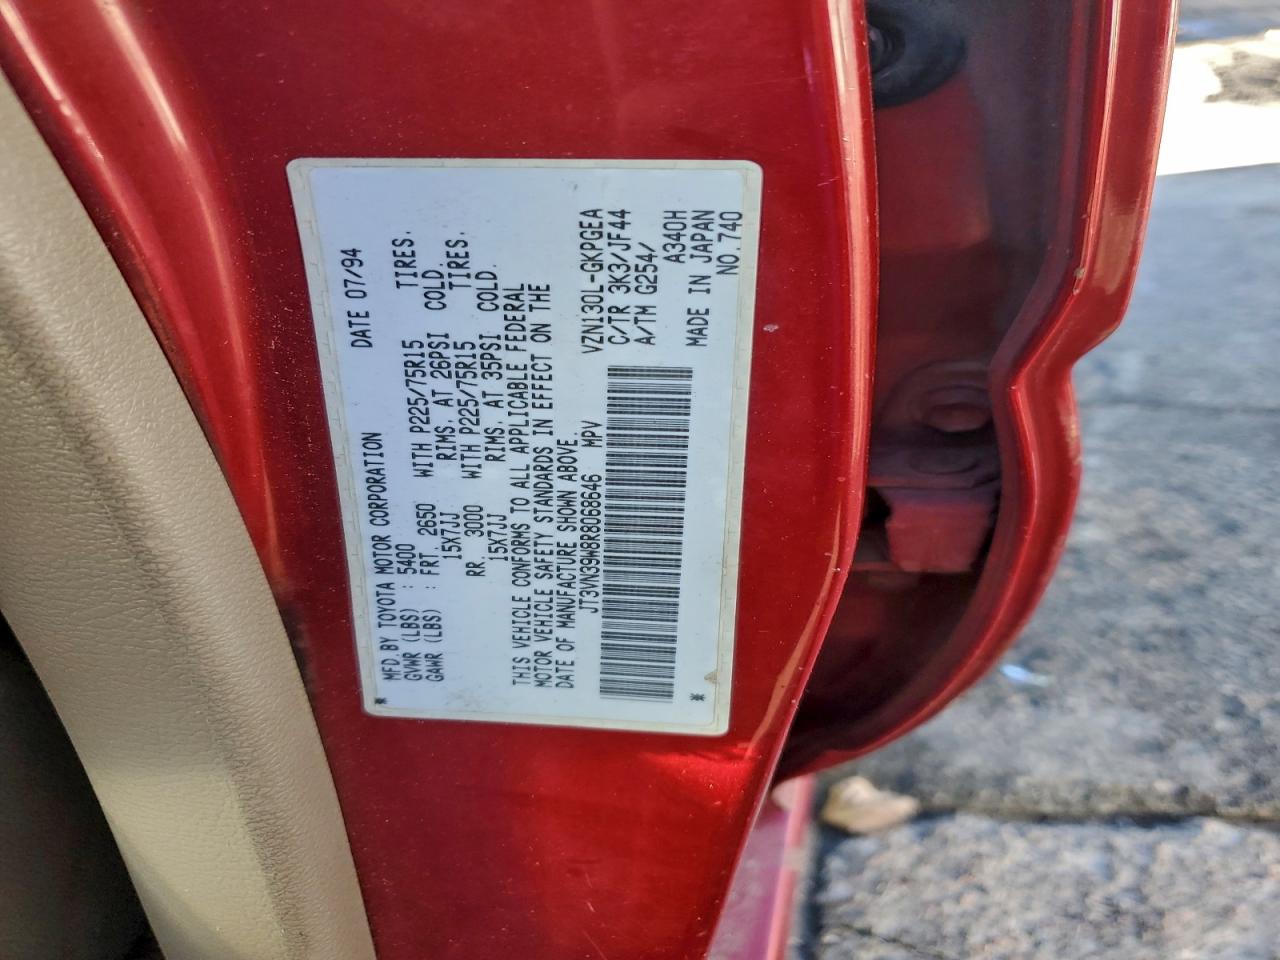 MFD. BY TOYOTA MOTOR CORPORATION DATE 07/94
GVWR (LBS) : 5400 WITH P225/75R15 TIRES.
GAWR (LBS) : FRT. 2650
15X7JJ RIMS. AT 26PSI COLD.
RR. 3000 WITH P225/75R15 TIRES.
15X7JJ RIMS. AT 35PSI COLD.
THIS VEHICLE CONFORMS TO ALL APPLICABLE FEDERAL
MOTOR VEHICLE SAFETY STANDARDS IN EFFECT ON THE
DATE OF MANUFACTURE SHOWN ABOVE.
JT3VN39W8R8068646 MPV VZN130L-GKPGEA
C/TR 3K3/JF44
A/TM G254/
A340H
* MADE IN JAPAN
NO.740
*